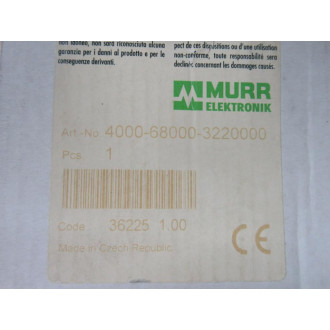 non idoneo, non sarà riconosciuta alcuna
garanzia per i danni al prodotto e per le
conseguenze derivanti.
pect de ces disqositions ou d'une utilisation
non-conforme, toute responsabilité sera
déclinée concernant les dommages causés.
MURR
ELEKTRONIK
Art.-No. 4000-68000-3220000
Pcs. 1
Code 36225 1.00
Made in Czech Republic
CE